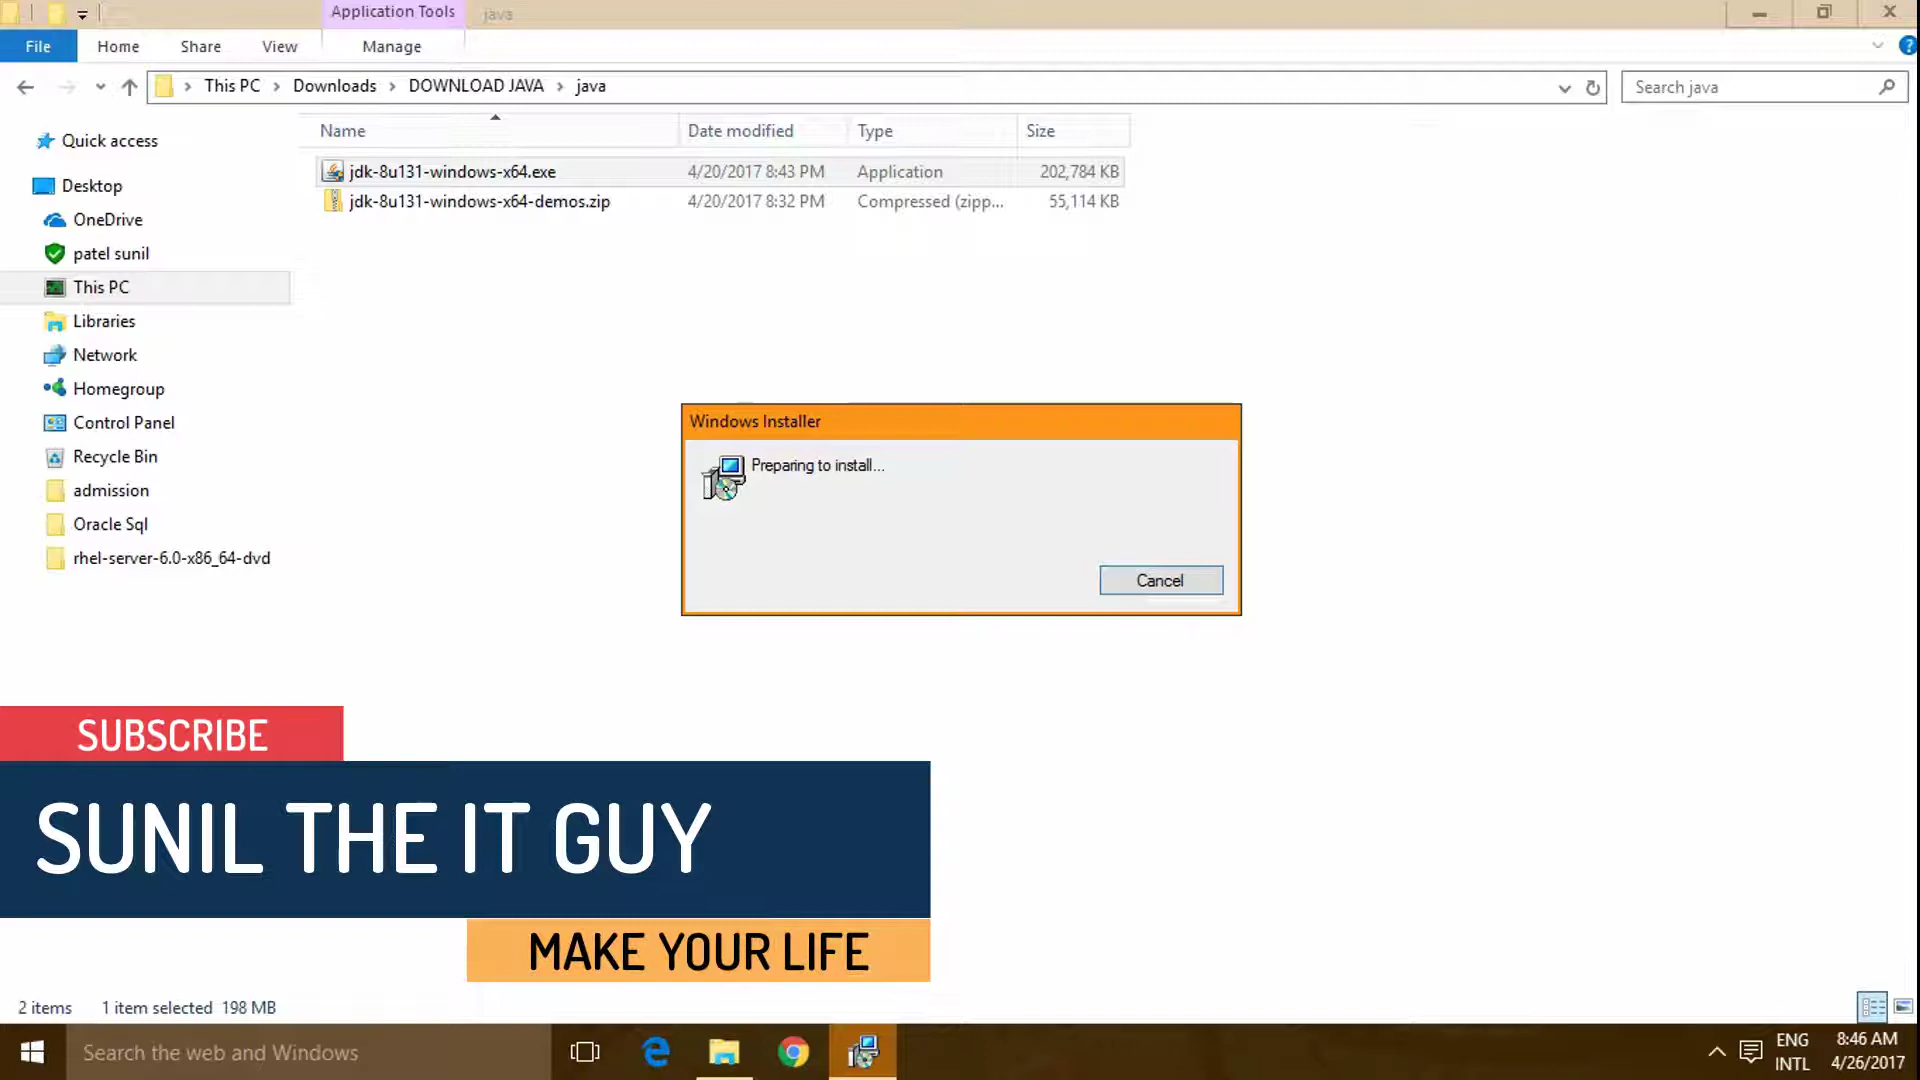 Application Tools
java
File
Home
Share
View
Manage
This PC
Downloads
DOWNLOAD JAVA
java
Search java
Name
Date modified
Type
Size
jdk-8u131-windows-x64.exe
4/20/2017 8:43 PM
Application
202,784 KB
jdk-8u131-windows-x64-demos.zip
4/20/2017 8:32 PM
Compressed (zipp...
55,114 KB
Quick access
Desktop
OneDrive
patel sunil
This PC
Libraries
Network
Homegroup
Control Panel
Recycle Bin
admission
Oracle Sql
rhel-server-6.0-x86_64-dvd
Windows Installer
Preparing to install...
Cancel
SUBSCRIBE
SUNIL THE IT GUY
MAKE YOUR LIFE
2 items
1 item selected 198 MB
Search the web and Windows
ENG
INTL
8:46 AM
4/26/2017